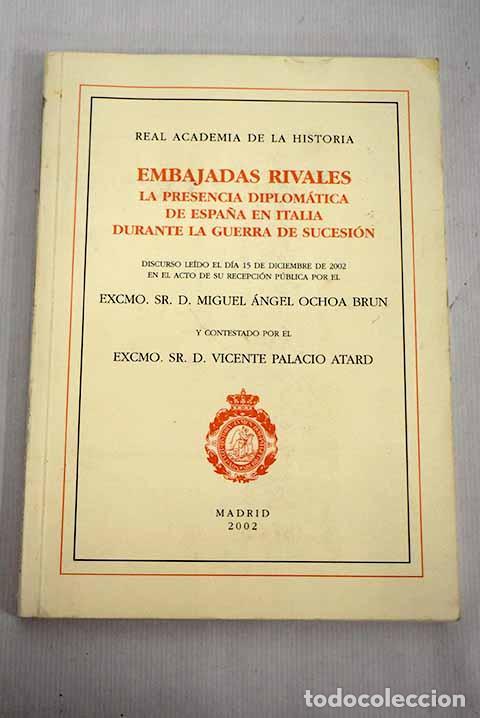 REAL ACADEMIA DE LA HISTORIA
EMBAJADAS RIVALES
LA PRESENCIA DIPLOMÁTICA
DE ESPAÑA EN ITALIA
DURANTE LA GUERRA DE SUCESIÓN
DISCURSO LEÍDO EL DÍA 15 DE DICIEMBRE DE 2002
EN EL ACTO DE SU RECEPCIÓN PÚBLICA POR EL
EXCMO. SR. D. MIGUEL ÁNGEL OCHOA BRUN
Y CONTESTADO POR EL
EXCMO. SR. D. VICENTE PALACIO ATARD
MADRID
2002
todocoleccion